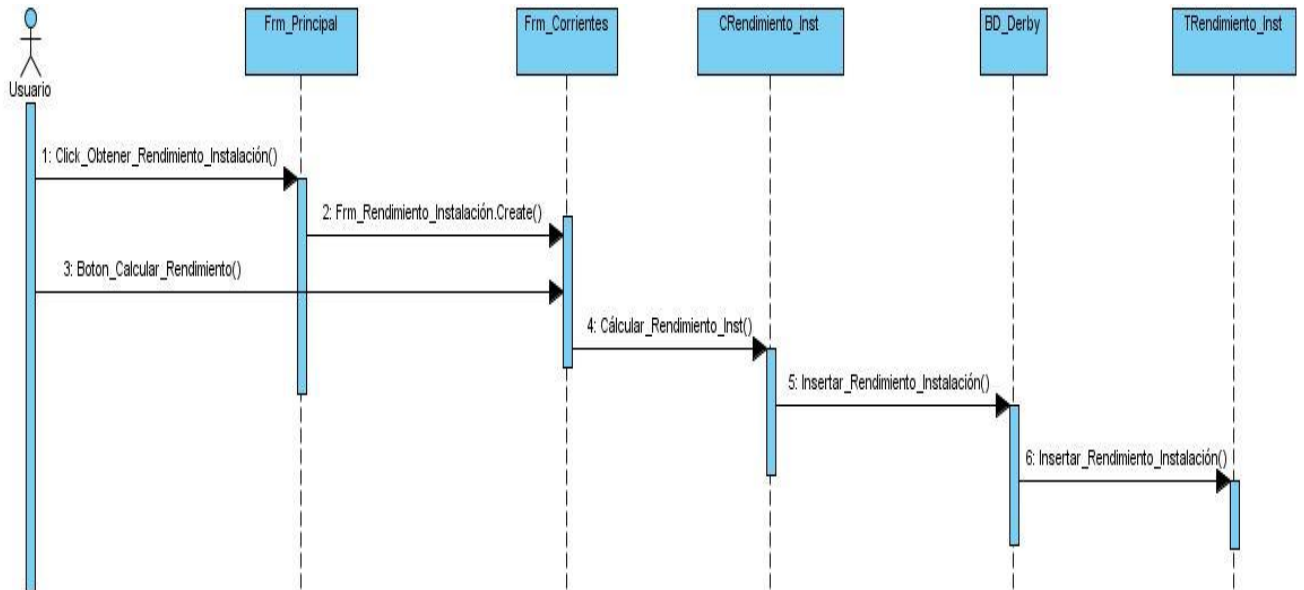 Frm_Principal
Frm_Corrientes
CRendimiento_Inst
BD_Derby
TRendimiento_Inst
Usuario
1: Click_Obtener_Rendimiento_Instalación()
2: Frm_Rendimiento_Instalación.Create()
3: Boton_Calcular_Rendimiento()
4: Cálcular_Rendimiento_Inst()
5: Insertar_Rendimiento_Instalación()
6: Insertar_Rendimiento_Instalación()